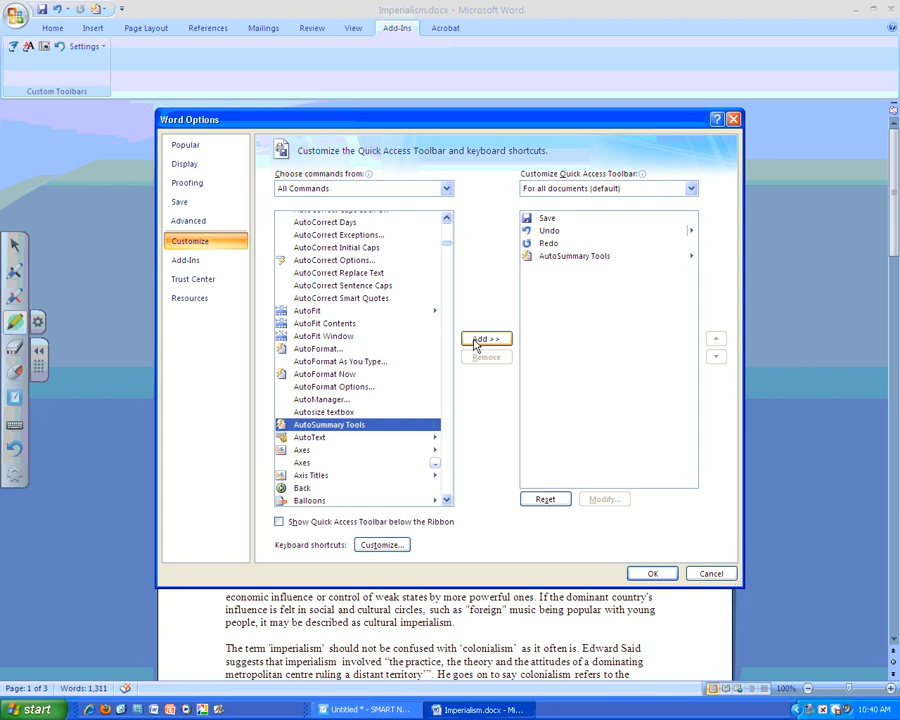 Imperialism.docx - Microsoft Word
Home Insert Page Layout References Mailings Review View Add-Ins Acrobat
Settings
Custom Toolbars
Word Options
Popular
Display
Proofing
Save
Advanced
Customize
Add-Ins
Trust Center
Resources
Customize the Quick Access Toolbar and keyboard shortcuts.
Choose commands from:
All Commands
AutoCorrect Days
AutoCorrect Exceptions...
AutoCorrect Initial Caps
AutoCorrect Options...
AutoCorrect Replace Text
AutoCorrect Sentence Caps
AutoCorrect Smart Quotes
AutoFit
AutoFit Contents
AutoFit Window
AutoFormat...
AutoFormat As You Type...
AutoFormat Now
AutoFormat Options...
AutoManager...
Autosize textbox
AutoSummary Tools
AutoText
Axes
Axes
Axis Titles
Back
Balloons
Add >>
Remove
Customize Quick Access Toolbar:
For all documents (default)
Save
Undo
Redo
AutoSummary Tools
Reset Modify...
Show Quick Access Toolbar below the Ribbon
Keyboard shortcuts: Customize...
OK Cancel
economic influence or control of weak states by more powerful ones. If the dominant country's
influence is felt in social and cultural circles, such as "foreign" music being popular with young
people, it may be described as cultural imperialism.
The term 'imperialism' should not be confused with 'colonialism' as it often is. Edward Said
suggests that imperialism involved "the practice, the theory and the attitudes of a dominating
metropolitan centre ruling a distant territory'". He goes on to say colonialism refers to the
Page: 1 of 3 Words: 1,311 100%
start Untitled * - SMART N... Imperialism.docx - Mi... 10:40 AM